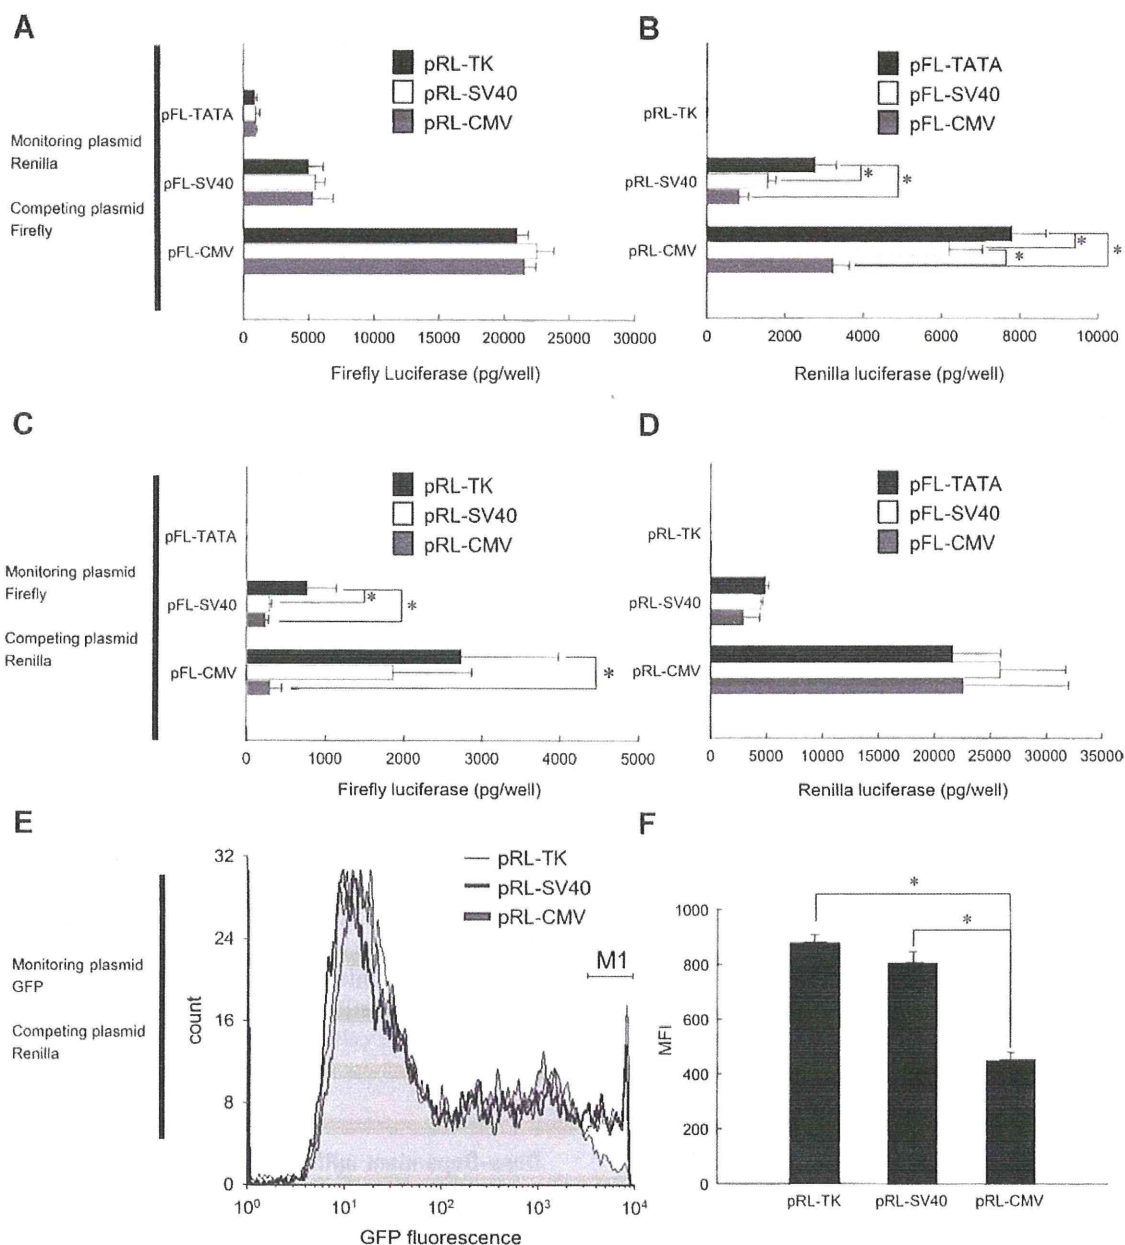 A
pRL-TK
pRL-SV40
pRL-CMV
Monitoring plasmid
Renilla
Competing plasmid
Firefly
pFL-TATA
pFL-SV40
pFL-CMV
0 5000 10000 15000 20000 25000 30000
Firefly Luciferase (pg/well)
B
pFL-TATA
pFL-SV40
pFL-CMV
pRL-TK
pRL-SV40
pRL-CMV
*
*
*
*
*
0 2000 4000 6000 8000 10000
Renilla luciferase (pg/well)
C
pRL-TK
pRL-SV40
pRL-CMV
Monitoring plasmid
Firefly
Competing plasmid
Renilla
pFL-TATA
pFL-SV40
pFL-CMV
*
*
*
0 1000 2000 3000 4000 5000
Firefly luciferase (pg/well)
D
pFL-TATA
pFL-SV40
pFL-CMV
pRL-TK
pRL-SV40
pRL-CMV
0 5000 10000 15000 20000 25000 30000 35000
Renilla luciferase (pg/well)
E
Monitoring plasmid
GFP
Competing plasmid
Renilla
pRL-TK
pRL-SV40
pRL-CMV
M1
count
32
24
16
8
0
10⁰ 10¹ 10² 10³ 10⁴
GFP fluorescence
F
*
*
MFI
1000
800
600
400
200
0
pRL-TK pRL-SV40 pRL-CMV